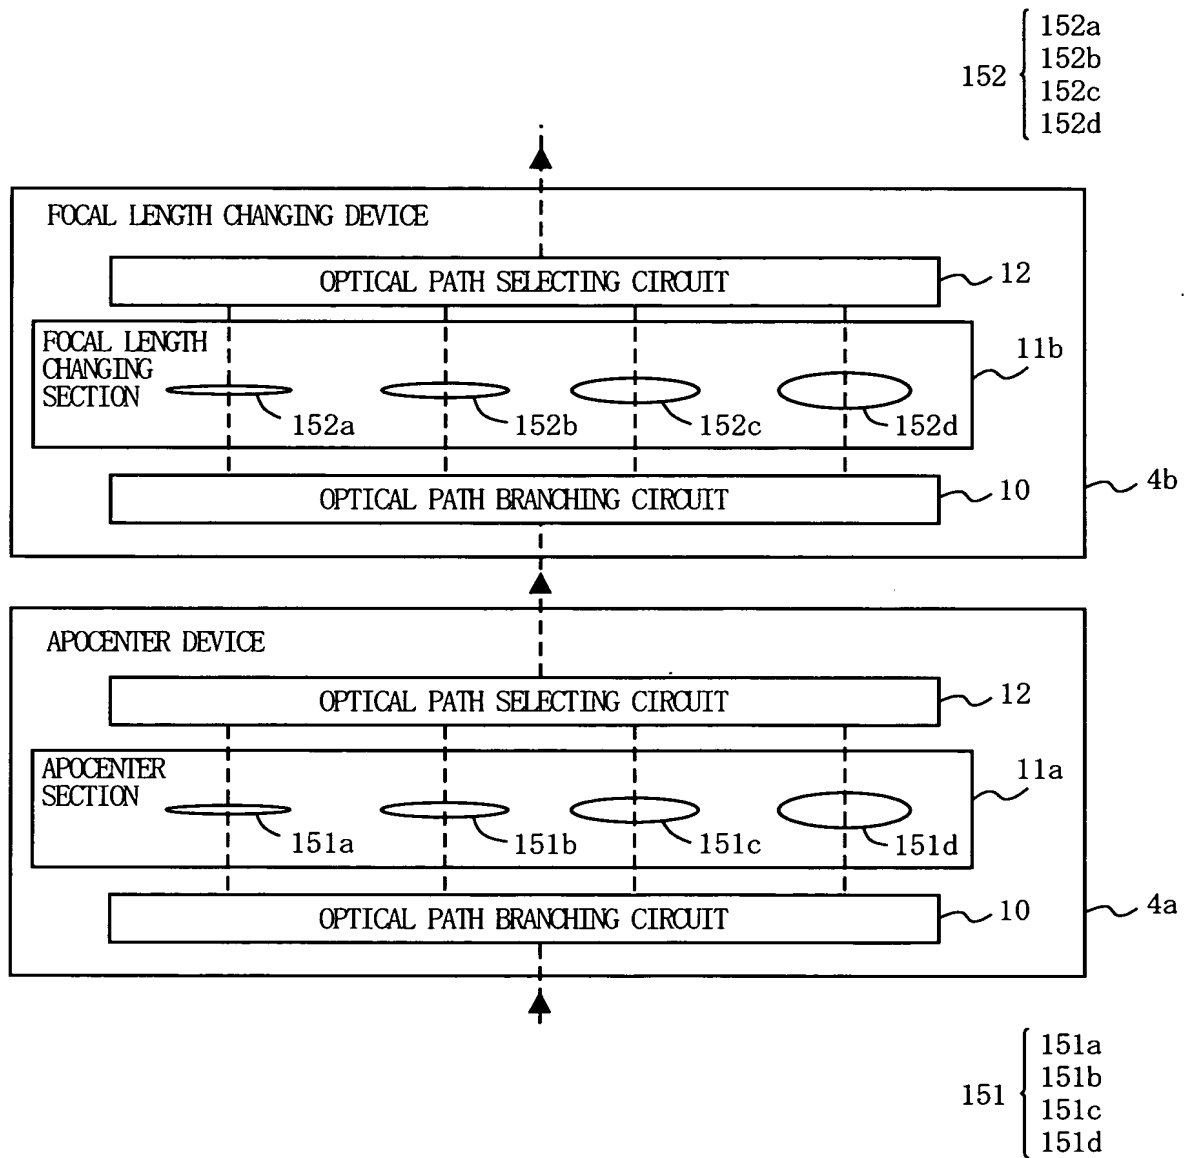 152
152a
152b
152c
152d
FOCAL LENGTH CHANGING DEVICE
OPTICAL PATH SELECTING CIRCUIT
12
FOCAL LENGTH
CHANGING
SECTION
11b
152a
152b
152c
152d
OPTICAL PATH BRANCHING CIRCUIT
10
4b
APOCENTER DEVICE
OPTICAL PATH SELECTING CIRCUIT
12
APOCENTER
SECTION
11a
151a
151b
151c
151d
OPTICAL PATH BRANCHING CIRCUIT
10
4a
151
151a
151b
151c
151d